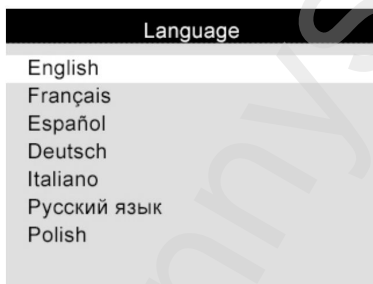 Language
English
Français
Español
Deutsch
Italiano
Русский язык
Polish